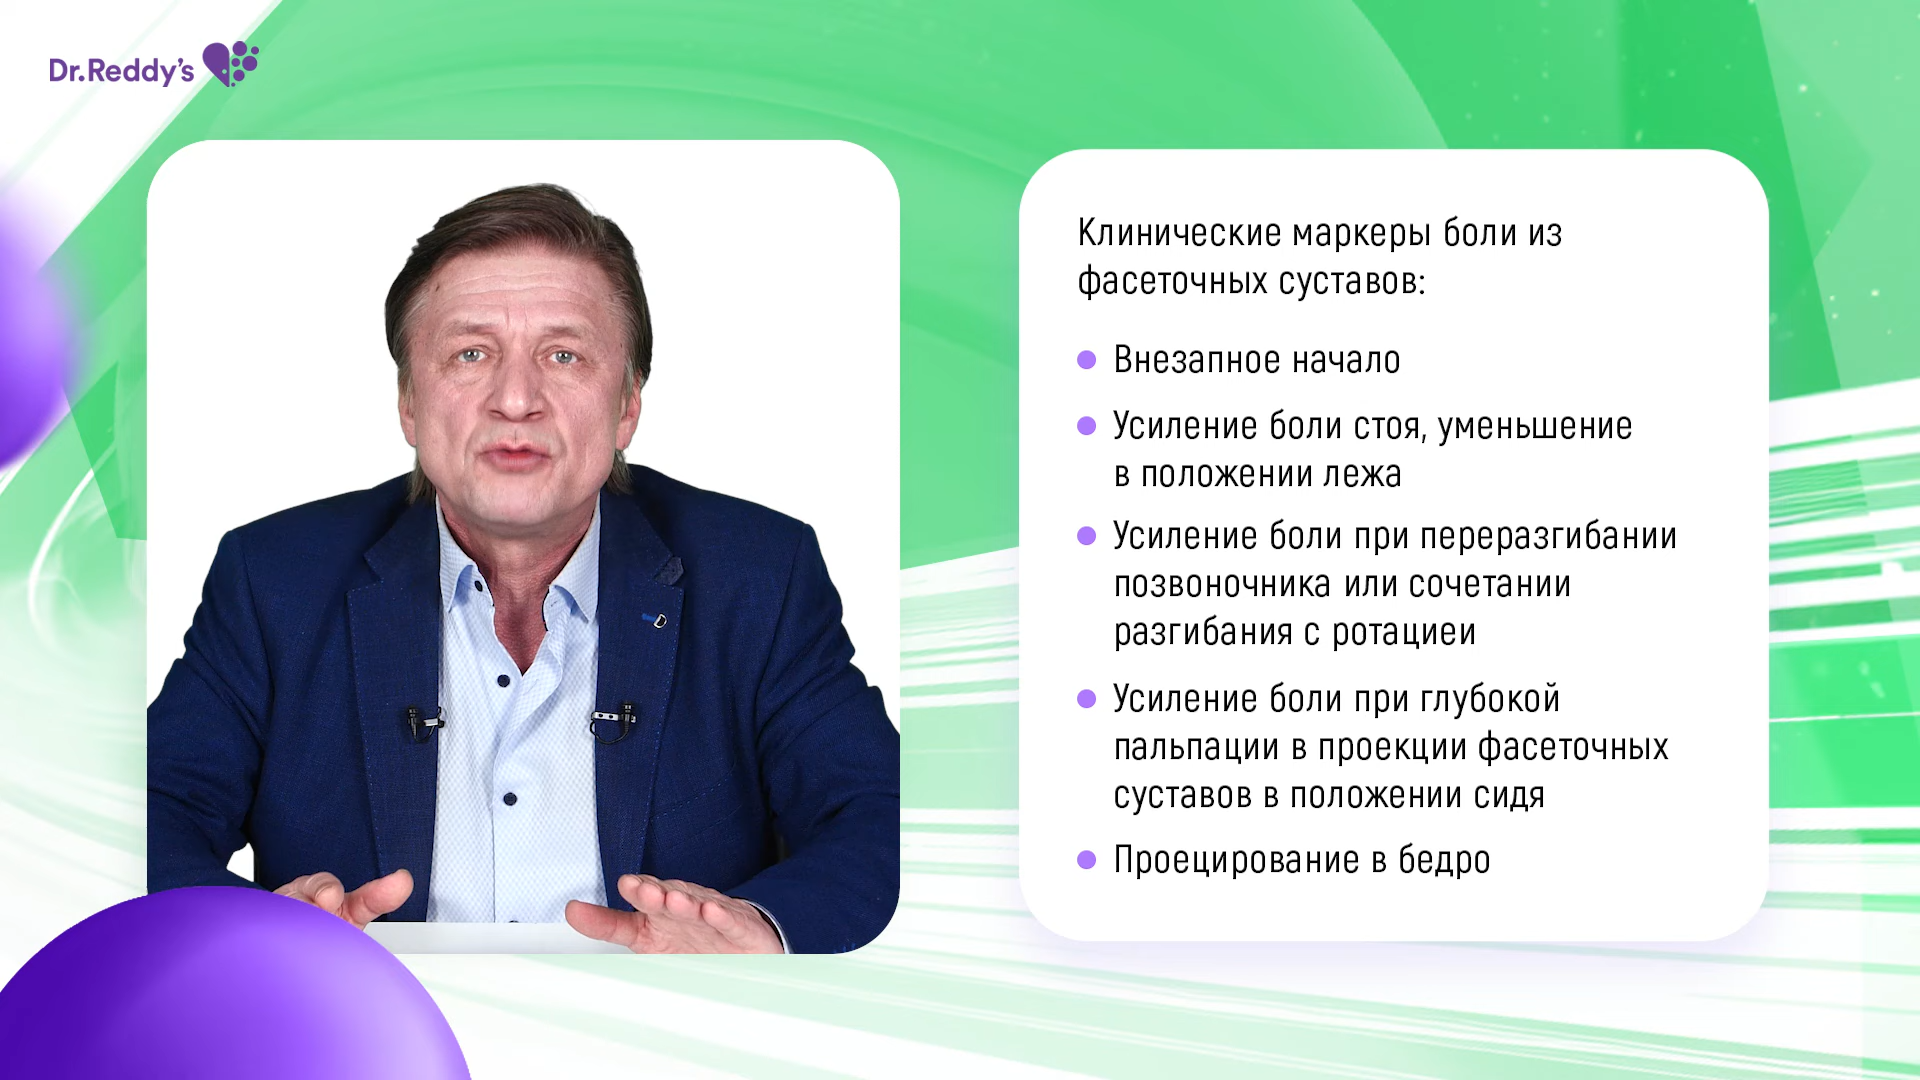 Dr.Reddy's
Клинические маркеры боли из
фасеточных суставов:
Внезапное начало
Усиление боли стоя, уменьшение
в положении лежа
Усиление боли при переразгибании
позвоночника или сочетании
разгибания с ротациеи
Усиление боли при глубокой
пальпации в проекции фасеточных
суставов в положении сидя
Проецирование в бедро